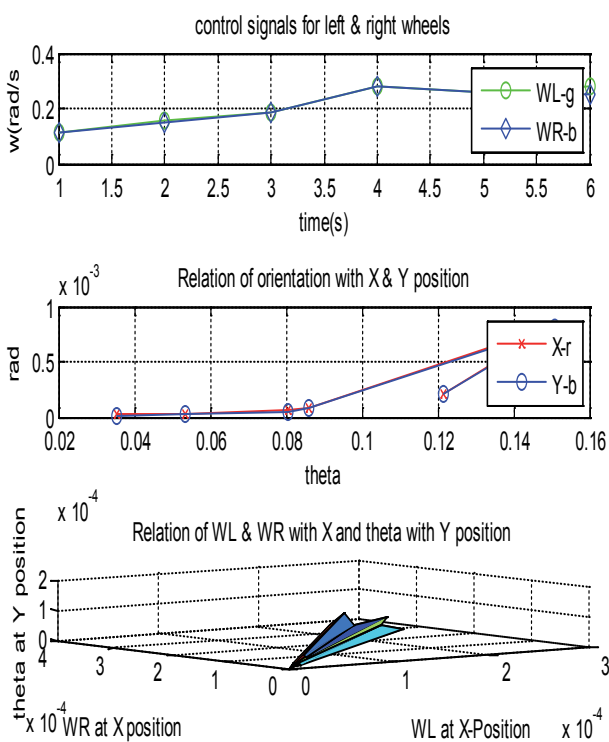 control signals for left & right wheels
w(rad/s
0.4
0.2
0
WL-g
WR-b
1 1.5 2 2.5 3 3.5 4 4.5 5 5.5 6
time(s)
x 10^-3
Relation of orientation with X & Y position
rad
1
0.5
0
X-r
Y-b
0.02 0.04 0.06 0.08 0.1 0.12 0.14 0.16
theta
x 10^-4
Relation of WL & WR with X and theta with Y position
theta at Y position
2
1
0
4 3 2 1 0
0 1 2 3
x 10^-4 WR at X position
WL at X-Position x 10^-4